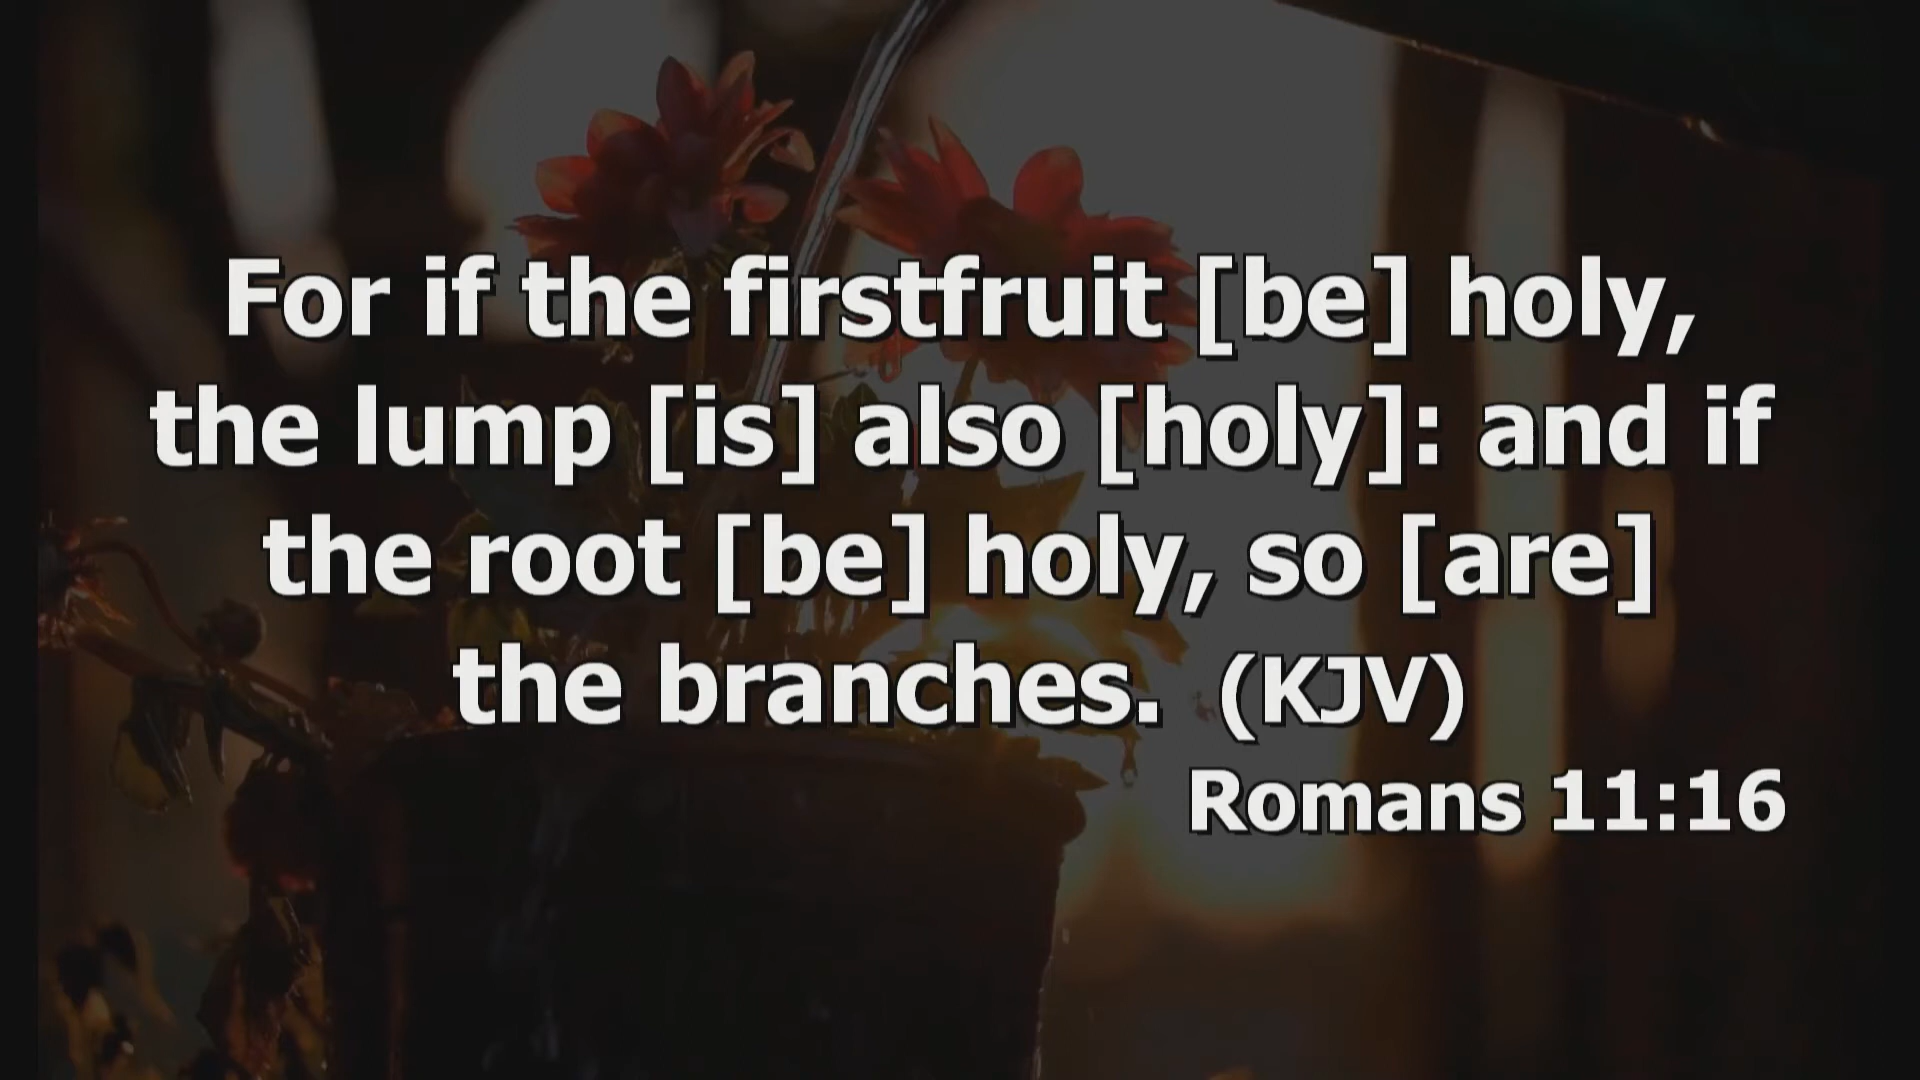 For if the firstfruit [be] holy,
the lump [is] also [holy]: and if
the root [be] holy, so [are]
the branches. (KJV)
Romans 11:16